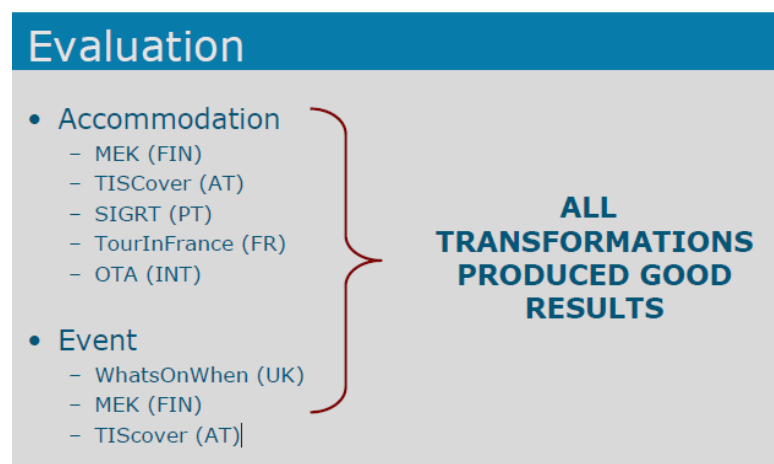 Evaluation
• Accommodation
– MEK (FIN)
– TISCover (AT)
– SIGRT (PT)
– TourInFrance (FR)
– OTA (INT)
• Event
– WhatsOnWhen (UK)
– MEK (FIN)
– TIScover (AT)
ALL
TRANSFORMATIONS
PRODUCED GOOD
RESULTS